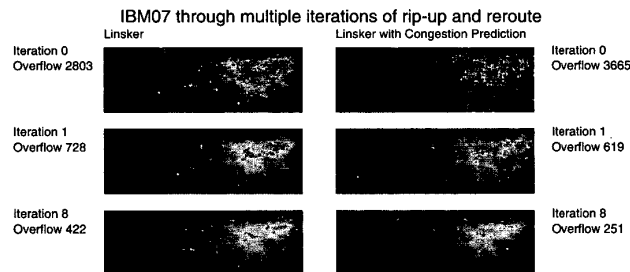 IBM07 through multiple iterations of rip-up and reroute
Linsker
Linsker with Congestion Prediction
Iteration 0
Overflow 2803
Iteration 0
Overflow 3665
Iteration 1
Overflow 728
Iteration 1
Overflow 619
Iteration 8
Overflow 422
Iteration 8
Overflow 251